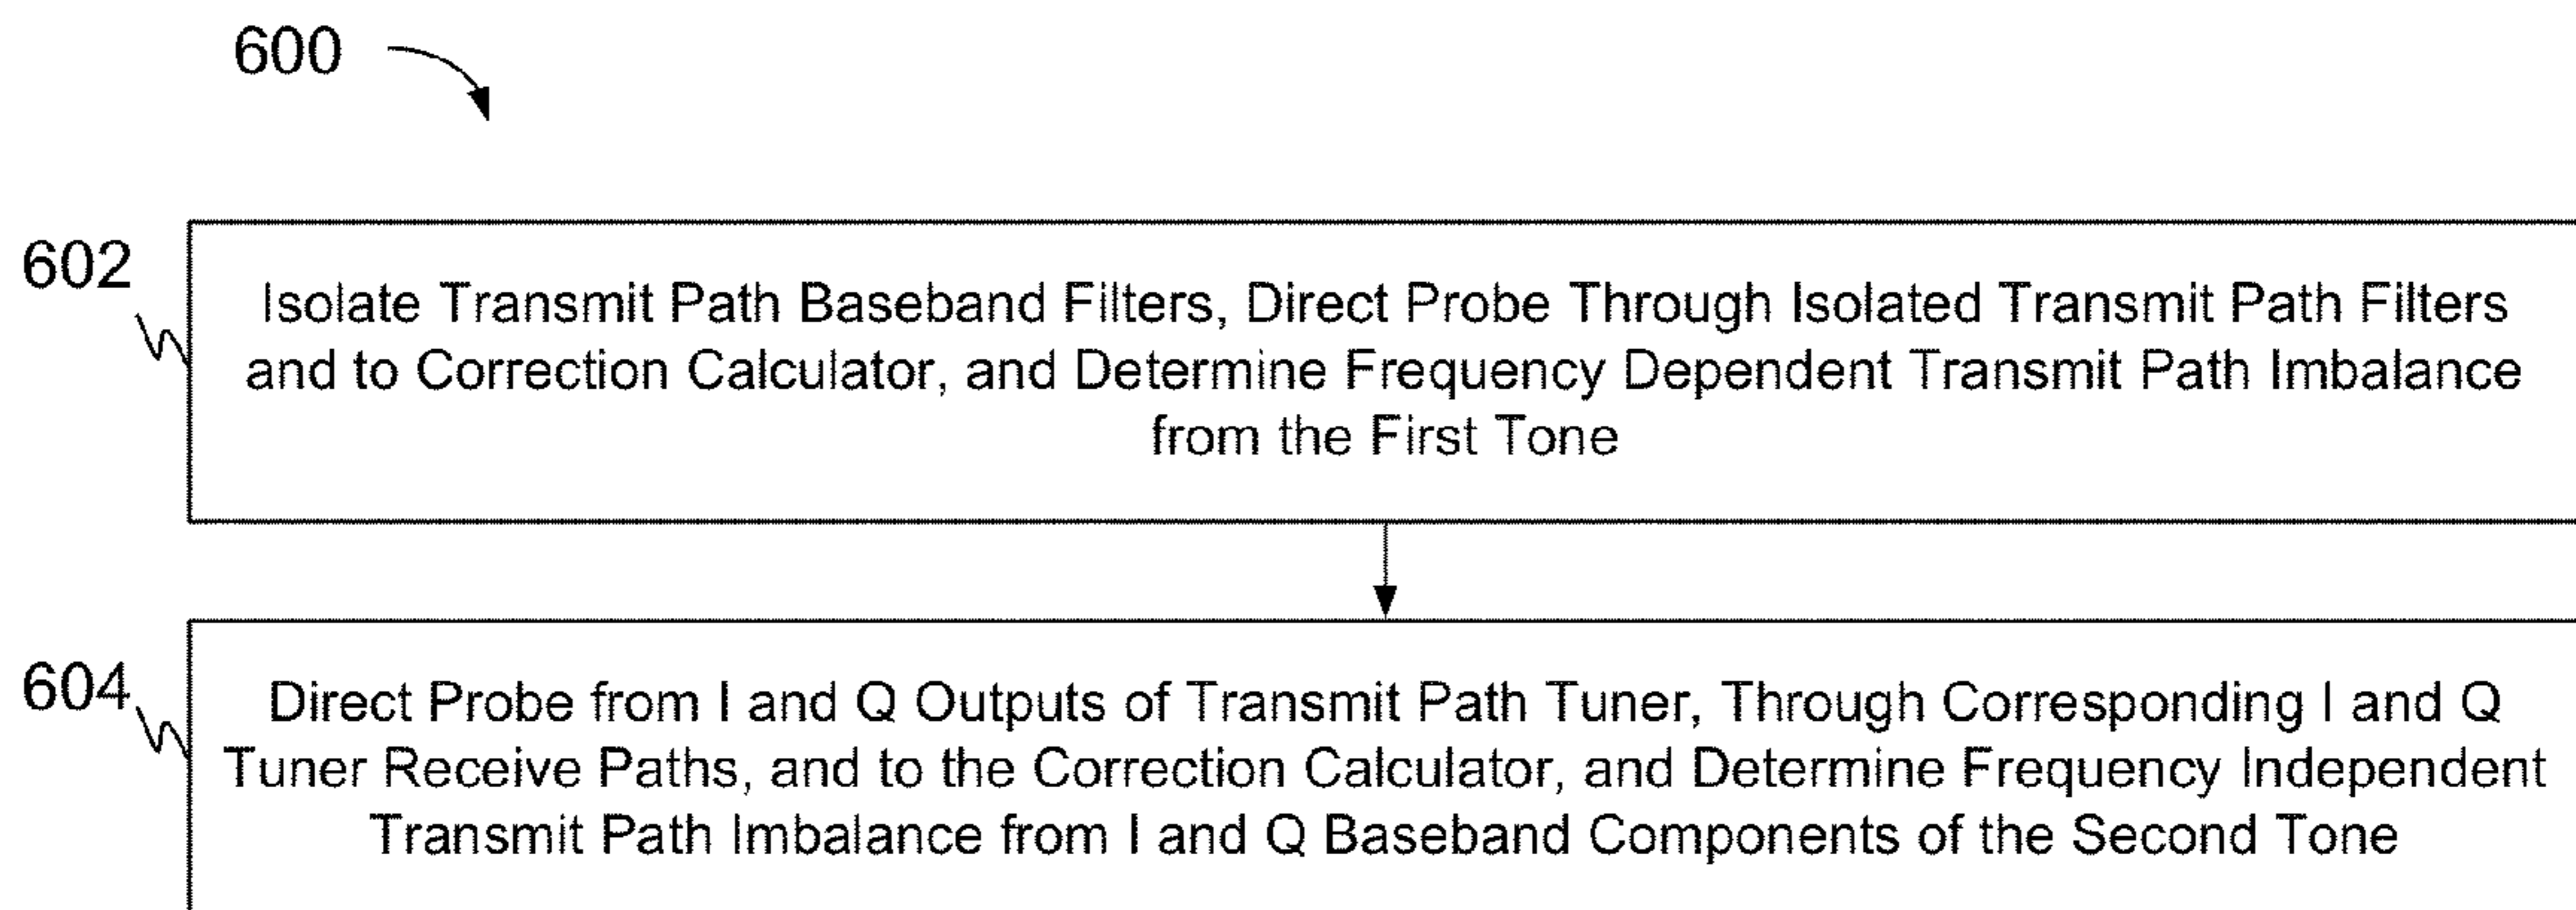 600
602
Isolate Transmit Path Baseband Filters, Direct Probe Through Isolated Transmit Path Filters
and to Correction Calculator, and Determine Frequency Dependent Transmit Path Imbalance
from the First Tone
604
Direct Probe from I and Q Outputs of Transmit Path Tuner, Through Corresponding I and Q
Tuner Receive Paths, and to the Correction Calculator, and Determine Frequency Independent
Transmit Path Imbalance from I and Q Baseband Components of the Second Tone